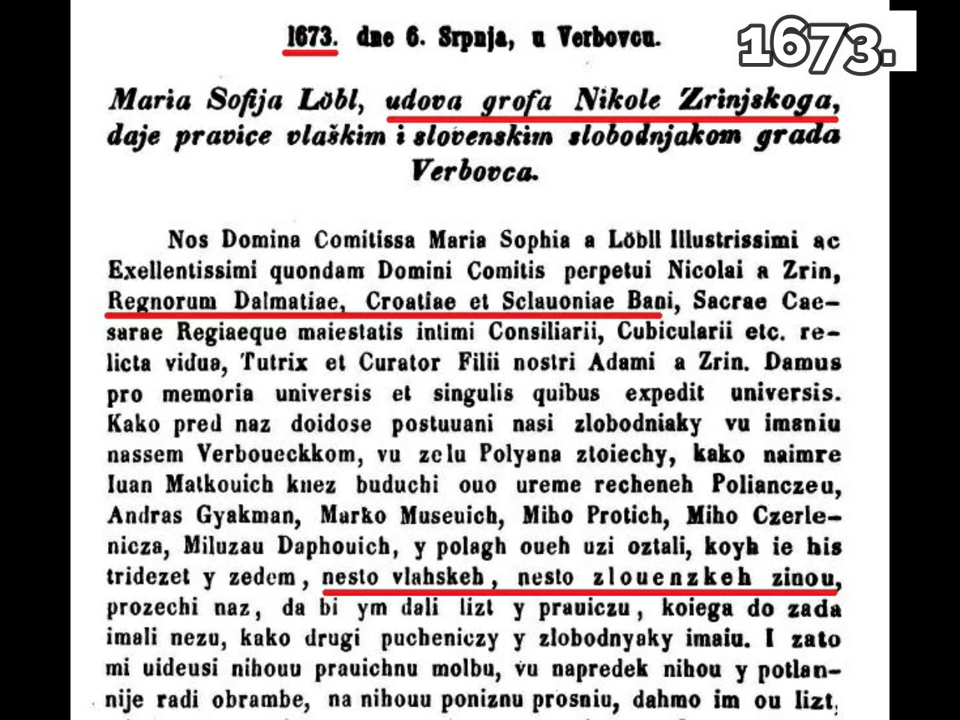 1673.
1673. dne 6. Srpnja, u Verbovcu.
Maria Sofija Löbl, udova grofa Nikole Zrinjskoga,
daje pravice vlaškim i slovenskim slobodnjakom grada
Verbovca.
Nos Domina Comitissa Maria Sophia a Löbll Illustrissimi ac
Exellentissimi quondam Domini Comitis perpetui Nicolai a Zrin,
Regnorum Dalmatiae, Croatiae et Sclauoniae Bani, Sacrae Cae-
sarae Regiaeque maiestatis intimi Consiliarii, Cubicularii etc. re-
licta vidua, Tutrix et Curator Filii nostri Adami a Zrin. Damus
pro memoria universis et singulis quibus expedit universis.
Kako pred naz doidose postuuani nasi zlobodniaky vu imaniu
nassem Verboueckkom, vu zelu Polyana ztoiechy, kako naimre
Iuan Matkouich knez buduchi ouo ureme recheneh Polianczeu,
Andras Gyakman, Marko Museuich, Miho Protich, Miho Czerle-
nicza, Miluzau Daphouich, y polagh oueh uzi oztali, koyh ie his
tridezet y zedem, nesto vlahskeh, nesto zlouenzkeh zinou,
prozechi naz, da bi ym dali lizt y prauiczu, koiega do zada
imali nezu, kako drugi pucheniczy y zlobodnyaky imaiu. I zato
mi uideusi nihouu prauichnu molbu, vu napredek nihou y potlan-
nije radi obrambe, na nihouu poniznu prosniu, dahmo im ou lizt,